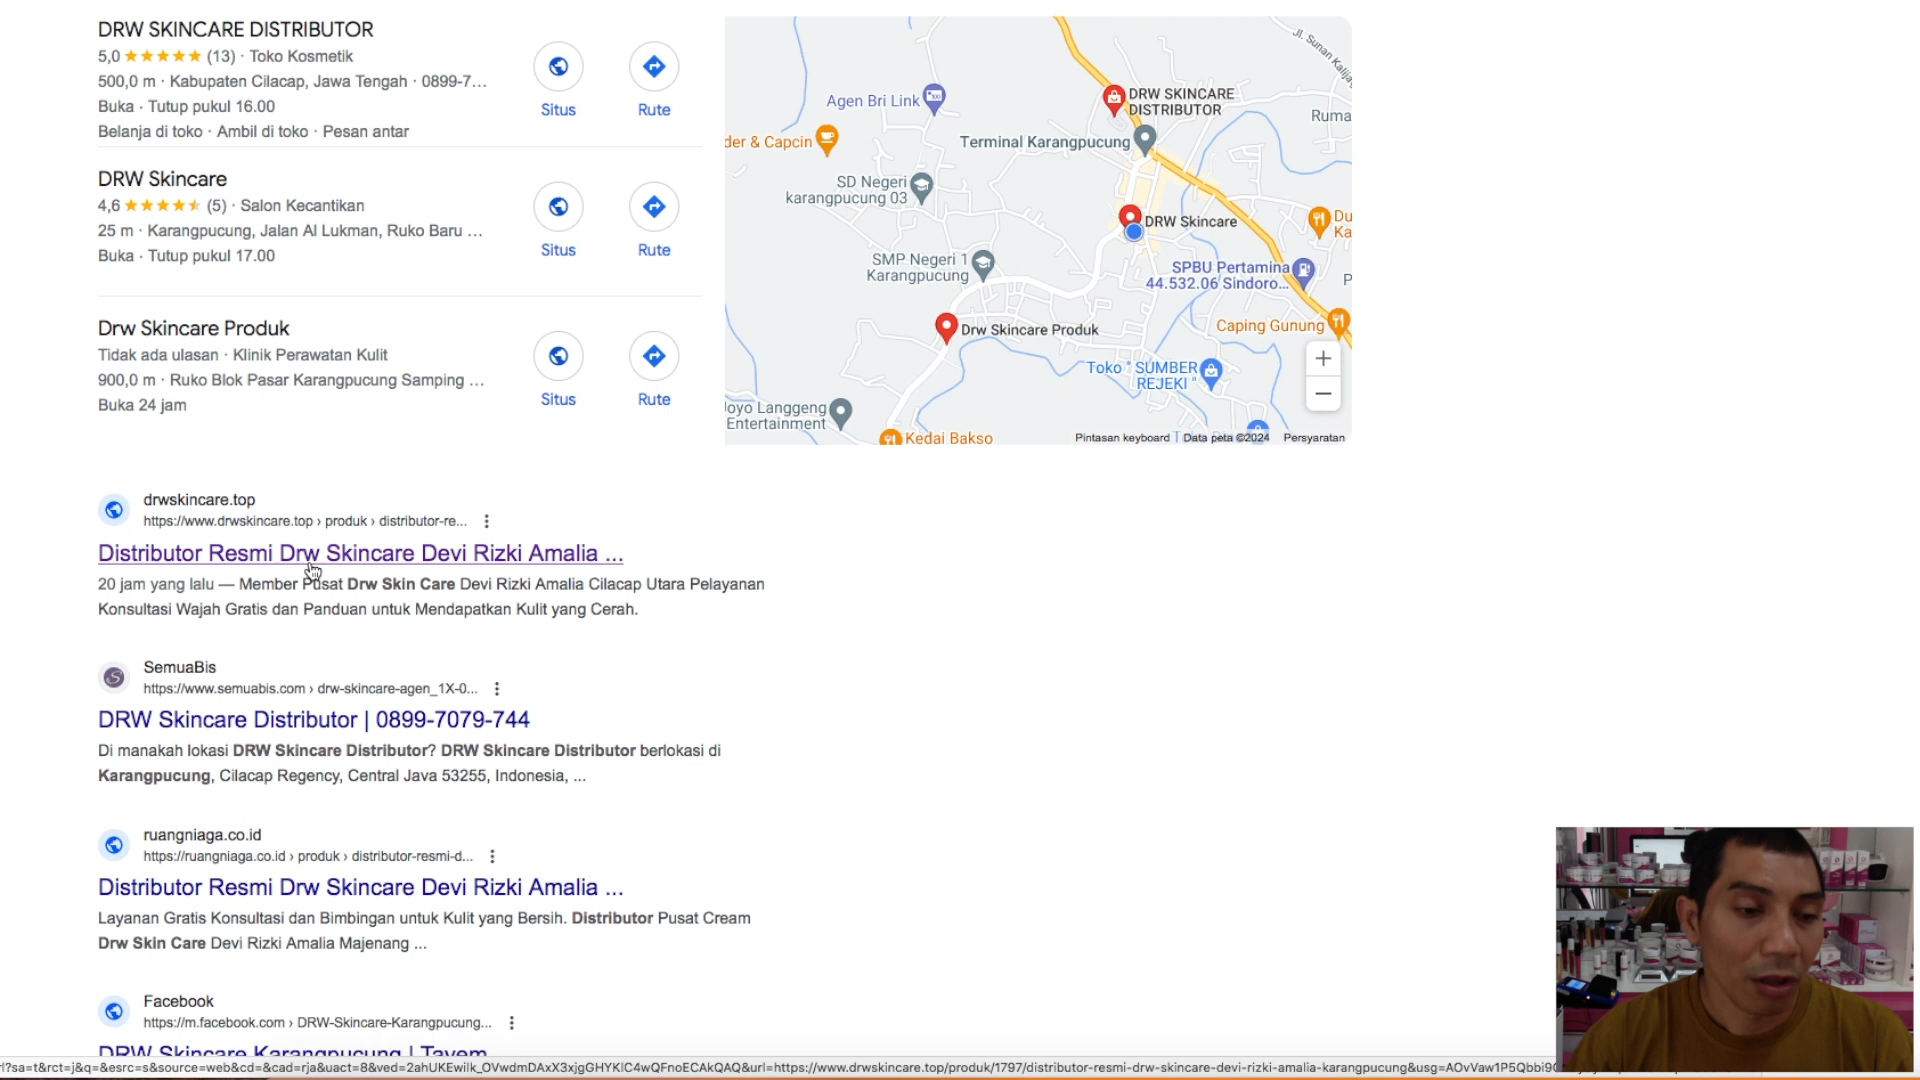 DRW SKINCARE DISTRIBUTOR
5,0 (13) · Toko Kosmetik
500,0 m · Kabupaten Cilacap, Jawa Tengah · 0899-7...
Buka · Tutup pukul 16.00
Belanja di toko · Ambil di toko · Pesan antar
Situs
Rute
DRW Skincare
4,6 (5) · Salon Kecantikan
25 m · Karangpucung, Jalan Al Lukman, Ruko Baru ...
Buka · Tutup pukul 17.00
Situs
Rute
Drw Skincare Produk
Tidak ada ulasan · Klinik Perawatan Kulit
900,0 m · Ruko Blok Pasar Karangpucung Samping ...
Buka 24 jam
Situs
Rute
Jl. Sunan Kalija
Agen Bri Link
DRW SKINCARE
DISTRIBUTOR
Ruma
der & Capcin
Terminal Karangpucung
SD Negeri
karangpucung 03
DRW Skincare
Du
Ka
SMP Negeri 1
Karangpucung
SPBU Pertamina
44.532.06 Sindoro...
P
Drw Skincare Produk
Caping Gunung
Toko " SUMBER
REJEKI "
Joyo Langgeng
Entertainment
Kedai Bakso
Pintasan keyboard
Data peta ©2024
Persyaratan
drwskincare.top
https://www.drwskincare.top › produk › distributor-re...
Distributor Resmi Drw Skincare Devi Rizki Amalia ...
20 jam yang lalu — Member Pusat Drw Skin Care Devi Rizki Amalia Cilacap Utara Pelayanan
Konsultasi Wajah Gratis dan Panduan untuk Mendapatkan Kulit yang Cerah.
SemuaBis
https://www.semuabis.com › drw-skincare-agen_1X-0...
DRW Skincare Distributor | 0899-7079-744
Di manakah lokasi DRW Skincare Distributor? DRW Skincare Distributor berlokasi di
Karangpucung, Cilacap Regency, Central Java 53255, Indonesia, ...
ruangniaga.co.id
https://ruangniaga.co.id › produk › distributor-resmi-d...
Distributor Resmi Drw Skincare Devi Rizki Amalia ...
Layanan Gratis Konsultasi dan Bimbingan untuk Kulit yang Bersih. Distributor Pusat Cream
Drw Skin Care Devi Rizki Amalia Majenang ...
Facebook
https://m.facebook.com › DRW-Skincare-Karangpucung...
DRW Skincare Karangpucung | Tayem